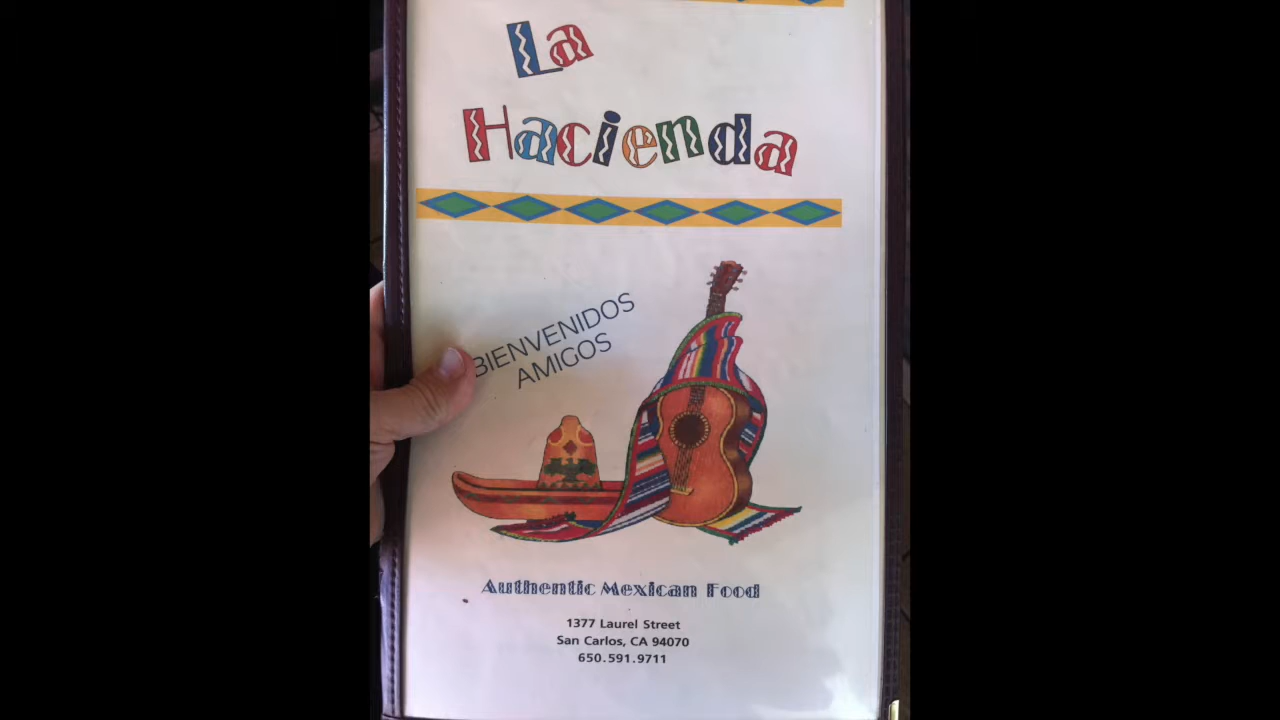 La
Hacienda
BIENVENIDOS
AMIGOS
Authentic Mexican Food
1377 Laurel Street
San Carlos, CA 94070
650.591.9711